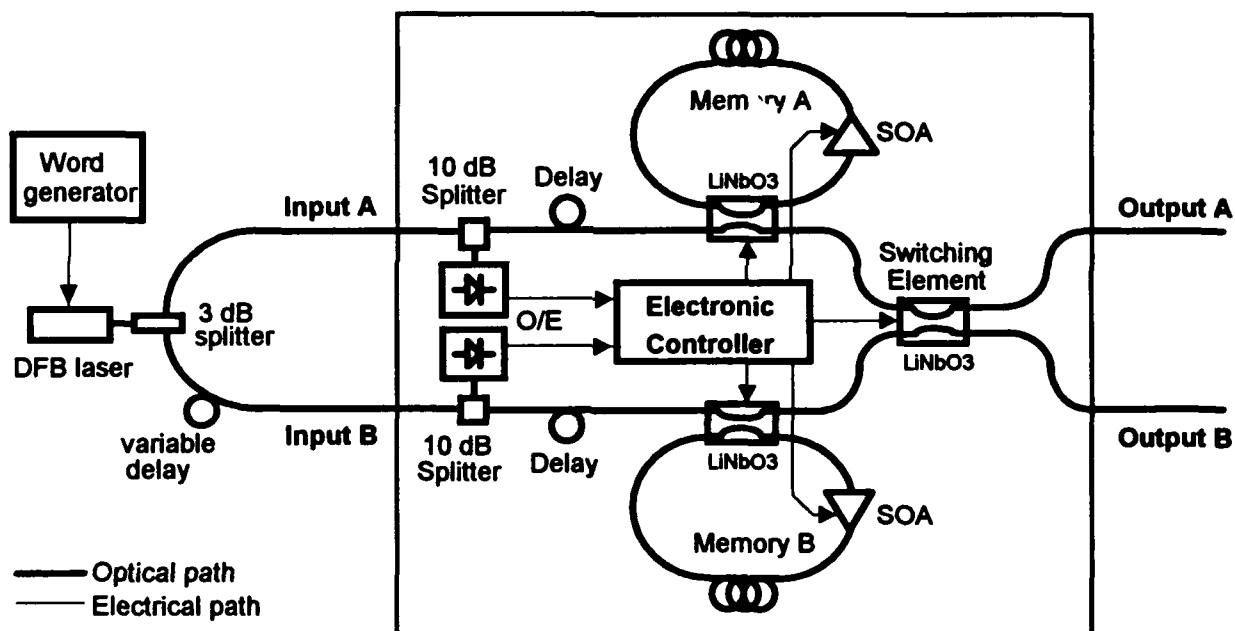 Word
generator
DFB laser
3 dB
splitter
variable
delay
Input A
Input B
10 dB
Splitter
Delay
O/E
10 dB
Splitter
Delay
Memory A
SOA
LiNbO3
Electronic
Controller
LiNbO3
Memory B
SOA
Switching
Element
LiNbO3
Output A
Output B
Optical path
Electrical path